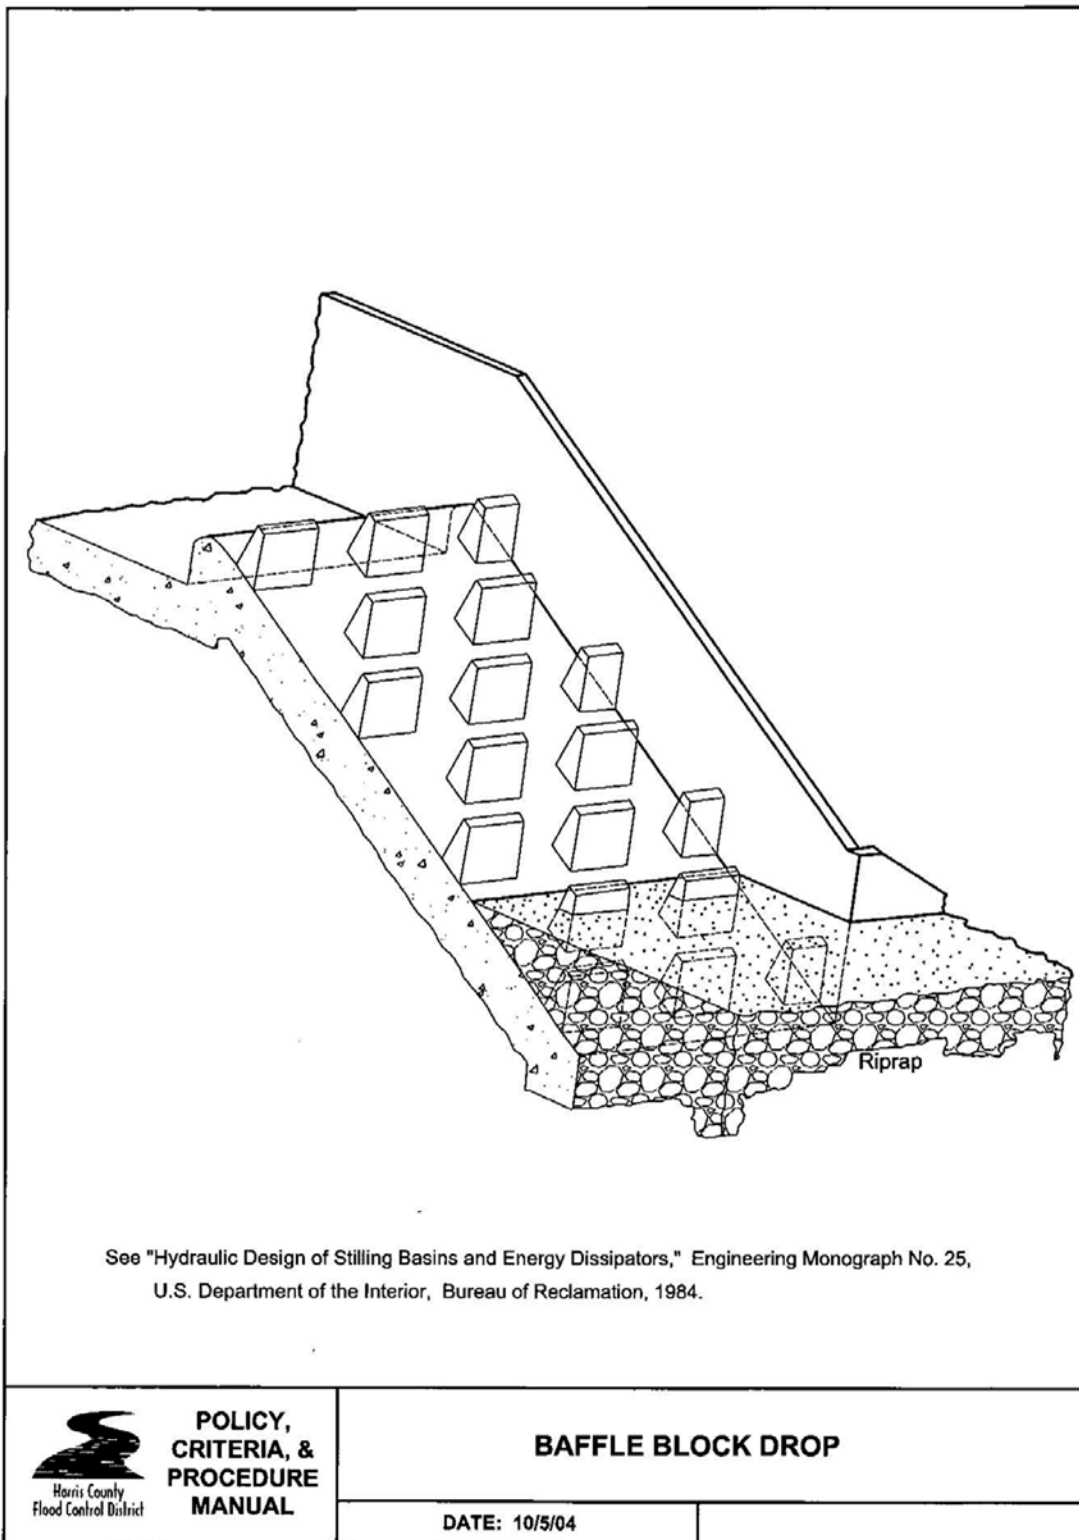 Riprap
See "Hydraulic Design of Stilling Basins and Energy Dissipators," Engineering Monograph No. 25,
U.S. Department of the Interior, Bureau of Reclamation, 1984.
Harris County
Flood Control District
POLICY,
CRITERIA, &
PROCEDURE
MANUAL
BAFFLE BLOCK DROP
DATE: 10/5/04